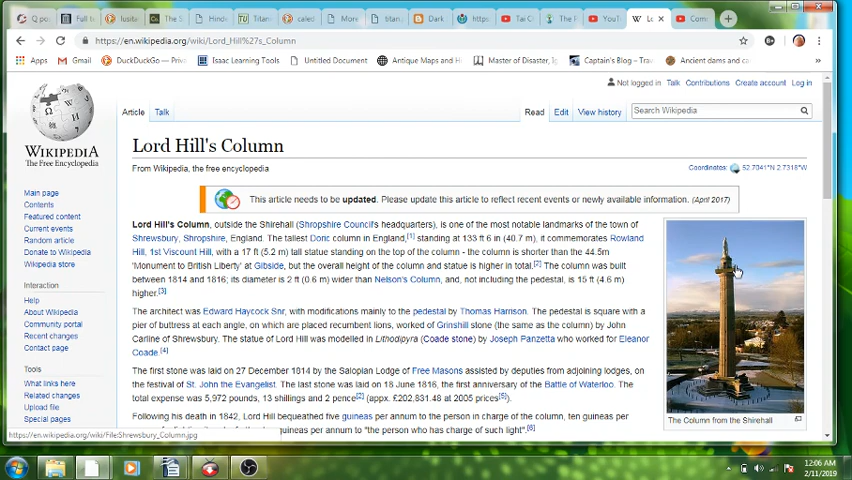 Q po
Full t
lusita
The S
Hindu
Titan
caled
More
titan.
Dark
https
Tai C
The F
YouT
Lo
Com
https://en.wikipedia.org/wiki/Lord_Hill%27s_Column
Apps Gmail DuckDuckGo — Priva Isaac Learning Tools Untitled Document Antique Maps and H Master of Disaster, I Captain's Blog – Trav Ancient dams and ca
Not logged in Talk Contributions Create account Log in
Article Talk Read Edit View history Search Wikipedia
WIKIPEDIA
The Free Encyclopedia
Lord Hill's Column
From Wikipedia, the free encyclopedia
Coordinates: 52.7041°N 2.7318°W
This article needs to be updated. Please update this article to reflect recent events or newly available information. (April 2017)
Main page
Contents
Featured content
Current events
Random article
Donate to Wikipedia
Wikipedia store
Interaction
Help
About Wikipedia
Community portal
Recent changes
Contact page
Tools
What links here
Related changes
Upload file
Special pages
Lord Hill's Column, outside the Shirehall (Shropshire Council's headquarters), is one of the most notable landmarks of the town of
Shrewsbury, Shropshire, England. The tallest Doric column in England,[1] standing at 133 ft 6 in (40.7 m), it commemorates Rowland
Hill, 1st Viscount Hill, with a 17 ft (5.2 m) tall statue standing on the top of the column - the column is shorter than the 44.5m
'Monument to British Liberty' at Gibside, but the overall height of the column and statue is higher in total.[2] The column was built
between 1814 and 1816; its diameter is 2 ft (0.6 m) wider than Nelson's Column, and, not including the pedestal, is 15 ft (4.6 m)
higher.[3]
The architect was Edward Haycock Snr, with modifications mainly to the pedestal by Thomas Harrison. The pedestal is square with a
pier of buttress at each angle, on which are placed recumbent lions, worked of Grinshill stone (the same as the column) by John
Carline of Shrewsbury. The statue of Lord Hill was modelled in Lithodipyra (Coade stone) by Joseph Panzetta who worked for Eleanor
Coade.[4]
The first stone was laid on 27 December 1814 by the Salopian Lodge of Free Masons assisted by deputies from adjoining lodges, on
the festival of St. John the Evangelist. The last stone was laid on 18 June 1816, the first anniversary of the Battle of Waterloo. The
total expense was 5,972 pounds, 13 shillings and 2 pence[2] (appx. £202,831.48 at 2005 prices[5]).
Following his death in 1842, Lord Hill bequeathed five guineas per annum to the person in charge of the column, ten guineas per
guineas per annum to "the person who has charge of such light".[6]
The Column from the Shirehall
https://en.wikipedia.org/wiki/File:Shrewsbury_Column.jpg
12:06 AM
2/11/2019